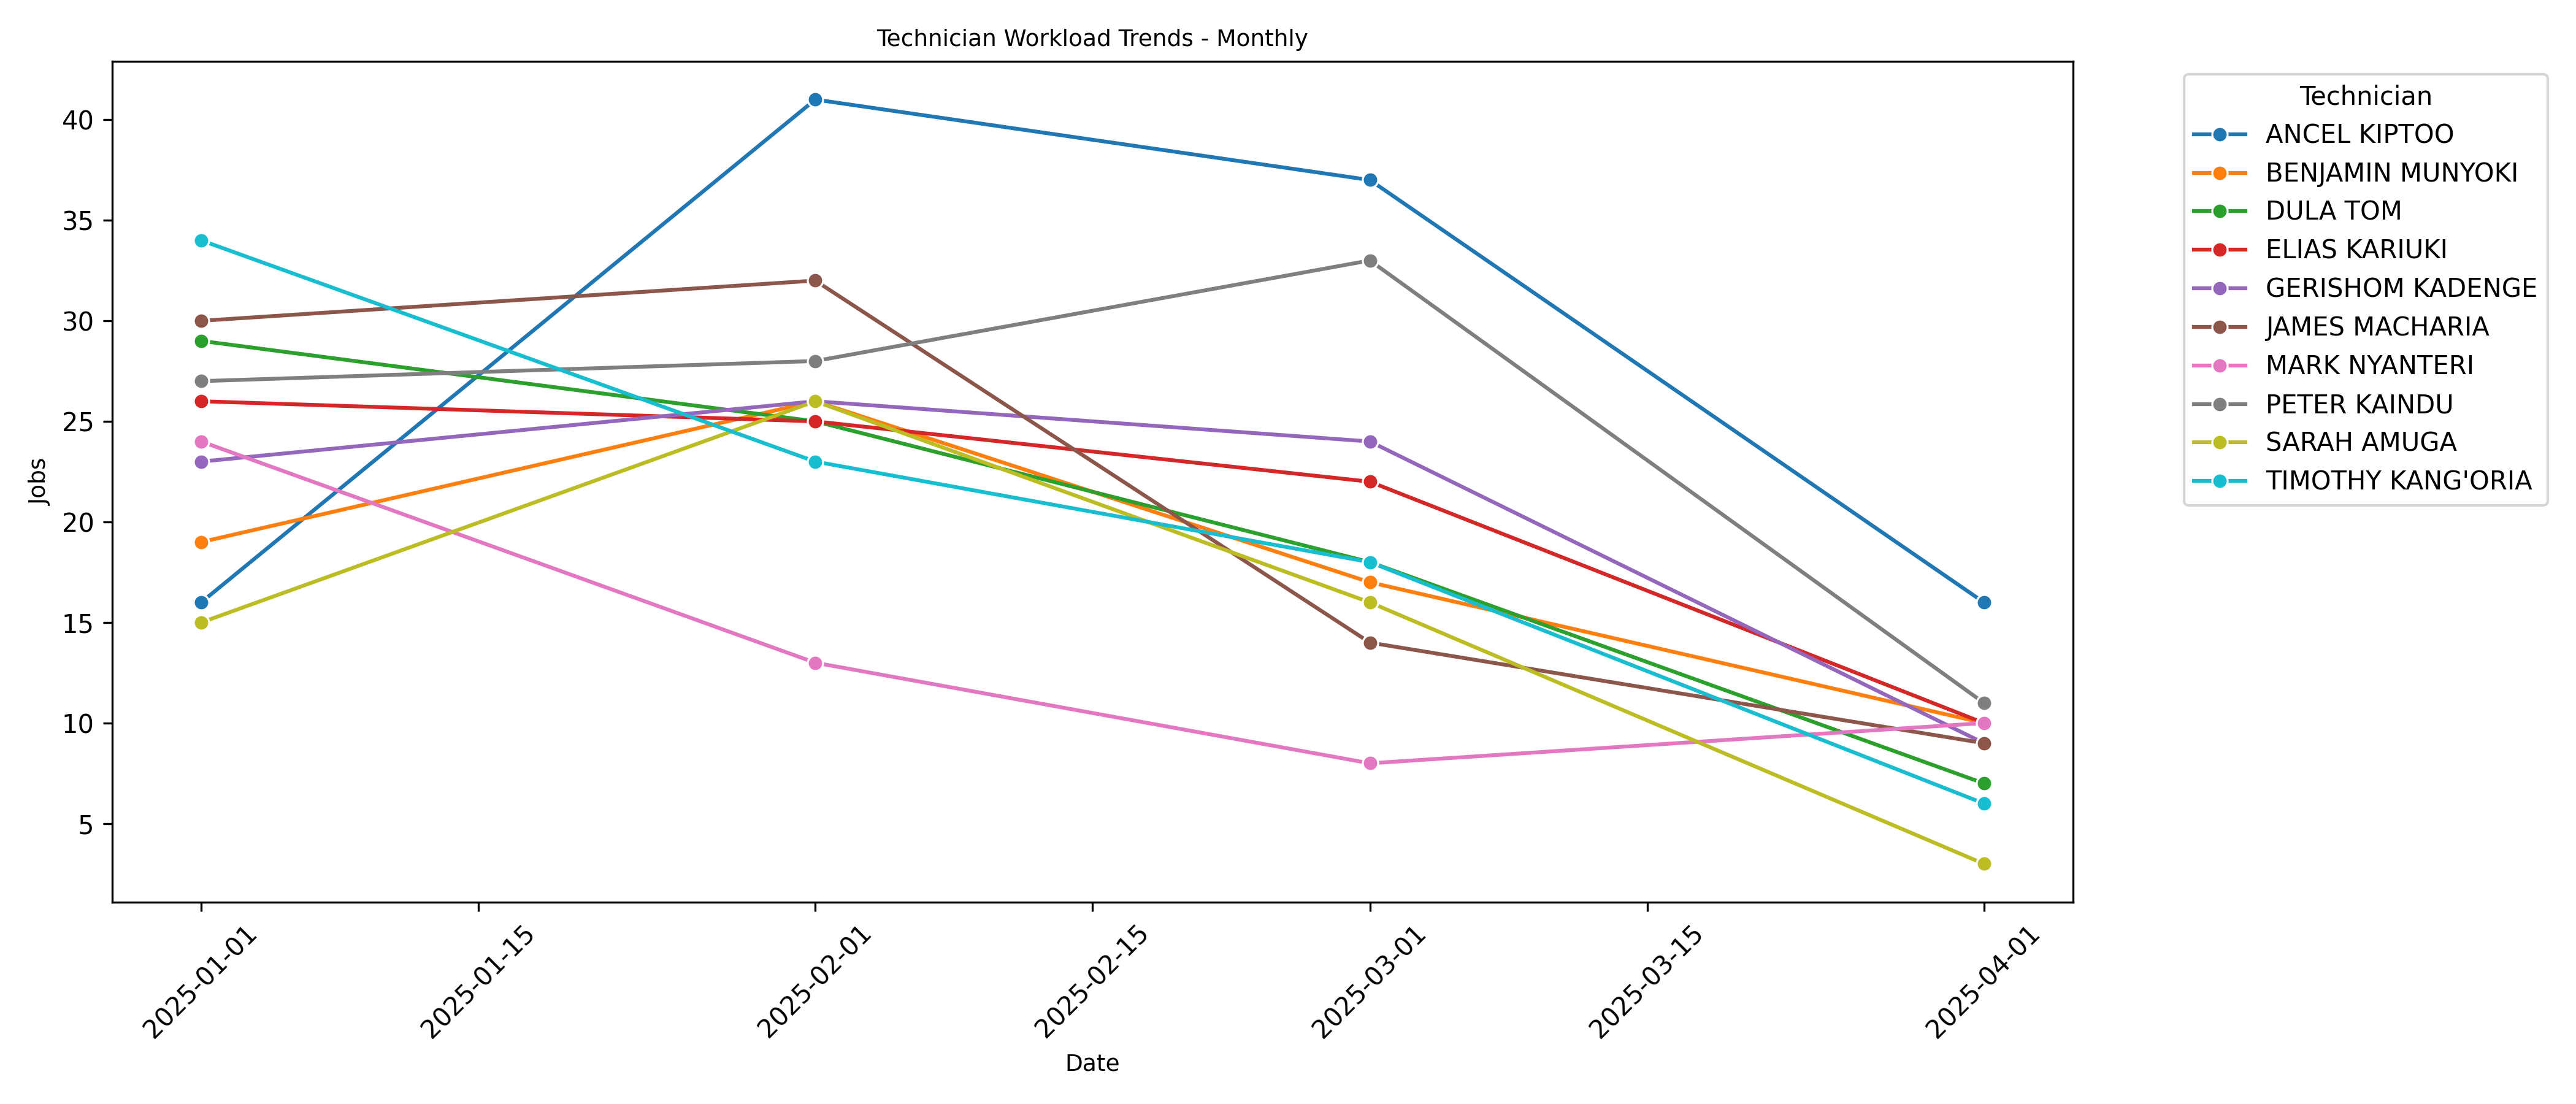 Technician Workload Trends - Monthly
Jobs
40
35
30
25
20
15
10
5
2025-01-01
2025-01-15
2025-02-01
2025-02-15
2025-03-01
2025-03-15
2025-04-01
Date
Technician
ANCEL KIPTOO
BENJAMIN MUNYOKI
DULA TOM
ELIAS KARIUKI
GERISHOM KADENGE
JAMES MACHARIA
MARK NYANTERI
PETER KAINDU
SARAH AMUGA
TIMOTHY KANG'ORIA